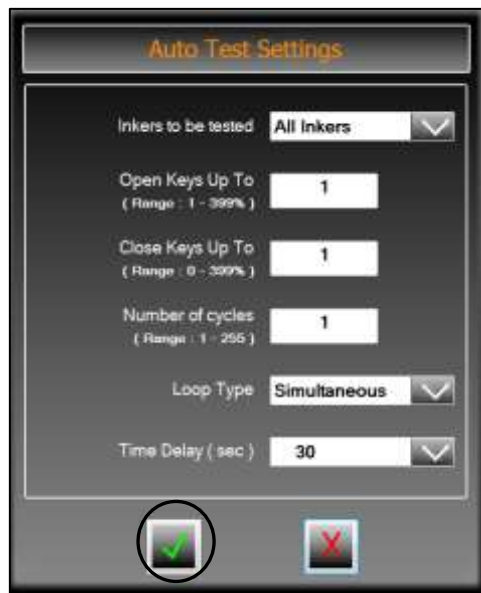 Auto Test Settings
Inkers to be tested All Inkers
Open Keys Up To 1
( Range : 1 - 399% )
Close Keys Up To 1
( Range : 0 - 399% )
Number of cycles 1
( Range : 1 - 255 )
Loop Type Simultaneous
Time Delay ( sec ) 30
X